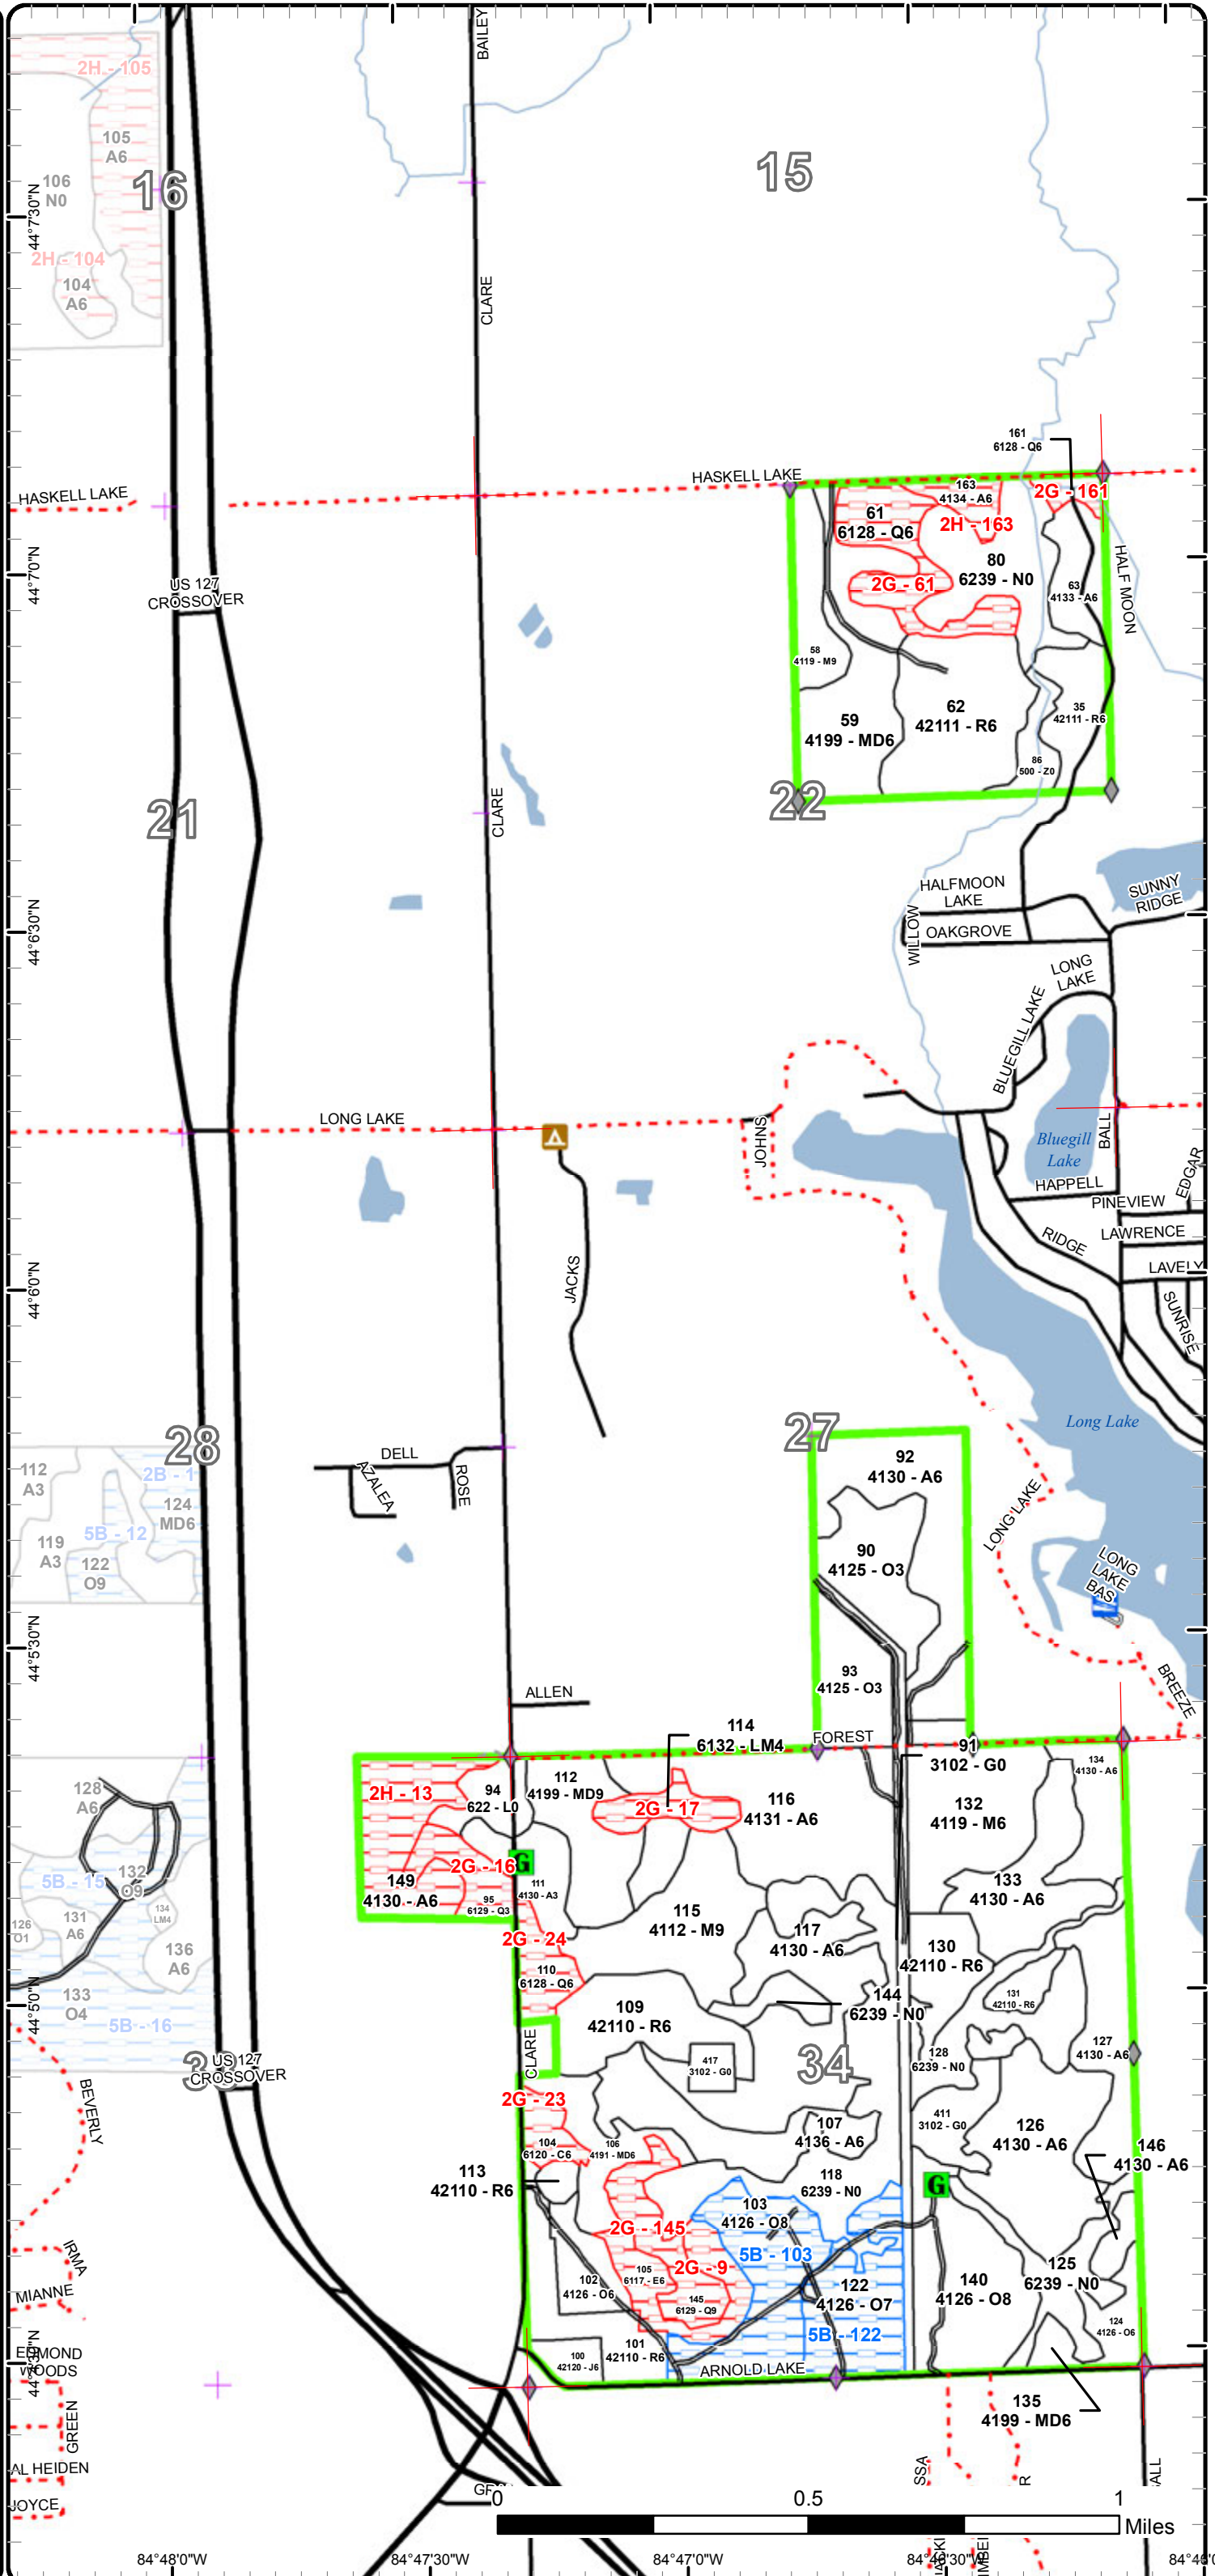 BAILEY
2H - 105
105
A6
106
N0
16
15
44°7'30"N
2H - 104
104
A6
CLARE
161
6128 - Q6
HASKELL LAKE
HASKELL LAKE
163
4134 - A6
2G - 161
61
6128 - Q6
2H - 163
80
6239 - N0
44°7'0"N
US 127
CROSSOVER
2G - 61
63
4133 - A6
HALF MOON
58
4119 - M9
59
4199 - MD6
62
42111 - R6
35
42111 - R6
86
500 - Z0
22
21
CLARE
HALFMOON
LAKE
SUNNY
RIDGE
44°6'30"N
WILLOW
OAKGROVE
LONG
LAKE
BLUEGILL LAKE
LONG LAKE
JOHNS
Bluegill
Lake
BALL
HAPPELL
EDGAR
PINEVIEW
LAWRENCE
RIDGE
LAVELY
JACKS
44°6'0"N
SUNRISE
Long Lake
27
28
DELL
AZALEA
ROSE
92
4130 - A6
112
A3
2B - 1
124
MD6
5B - 12
119
A3
122
O9
90
4125 - O3
LONG LAKE
LONG
LAKE
BAS
44°5'30"N
93
4125 - O3
ALLEN
BREEZE
114
6132 - LM4
FOREST
91
3102 - G0
134
4130 - A6
2H - 13
94
622 - L0
112
4199 - MD9
2G - 17
116
4131 - A6
132
4119 - M6
128
A6
2G - 16
G
149
4130 - A6
95
6129 - Q3
111
4130 - A3
133
4130 - A6
5B - 15
132
O9
134
LM4
126
O1
131
A6
136
A6
115
4112 - M9
117
4130 - A6
130
42110 - R6
2G - 24
110
6128 - Q6
144
6239 - N0
131
42110 - R6
133
O4
5B - 16
44°5'0"N
109
42110 - R6
CLARE
417
3102 - G0
34
128
6239 - N0
127
4130 - A6
US 127
CROSSOVER
BEVERLY
2G - 23
411
3102 - G0
126
4130 - A6
107
4136 - A6
104
6120 - C6
106
4191 - MD6
146
4130 - A6
113
42110 - R6
118
6239 - N0
G
103
4126 - O8
2G - 145
5B - 103
105
6117 - E6
2G - 9
102
4126 - O6
145
6129 - Q9
122
4126 - O7
140
4126 - O8
125
6239 - N0
124
4126 - O6
IRMA
MIANNE
5B - 122
101
42110 - R6
100
42120 - J6
ARNOLD LAKE
EDMOND
WOODS
44°4'30"N
135
4199 - MD6
GREEN
AL HEIDEN
JOYCE
0
0.5
1
Miles
84°48'0"W
84°47'30"W
84°47'0"W
84°46'30"W